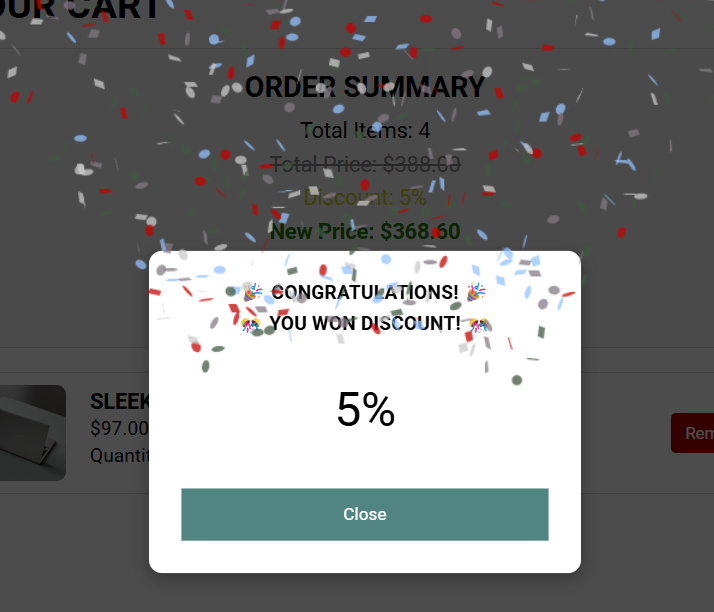 OUR CART
ORDER SUMMARY
Total Items: 4
Total Price: $388.00
Discount: 5%
New Price: $368.60
🎉 CONGRATULATIONS! 🎉
🎊 YOU WON DISCOUNT! 🎊
5%
SLEEK
$97.00
Quantit
Rem
Close